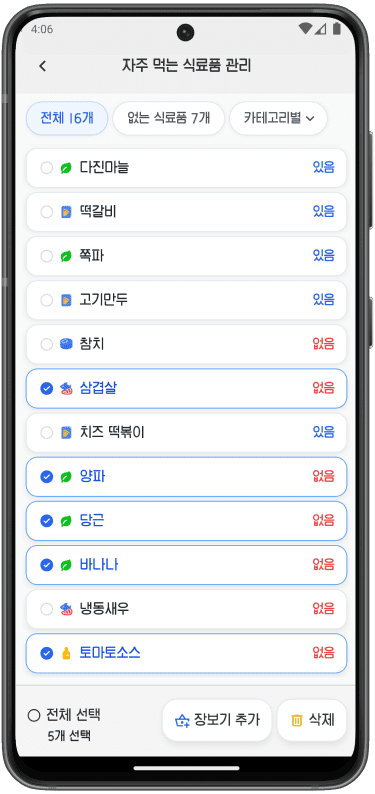 4:06
자주 먹는 식료품 관리
전체 16개 없는 식료품 7개 카테고리별
다진마늘 있음
떡갈비 있음
쪽파 있음
고기만두 있음
참치 없음
삼겹살 없음
치즈 떡볶이 있음
양파 없음
당근 없음
바나나 없음
냉동새우 없음
토마토소스 없음
전체 선택
5개 선택
장보기 추가 삭제